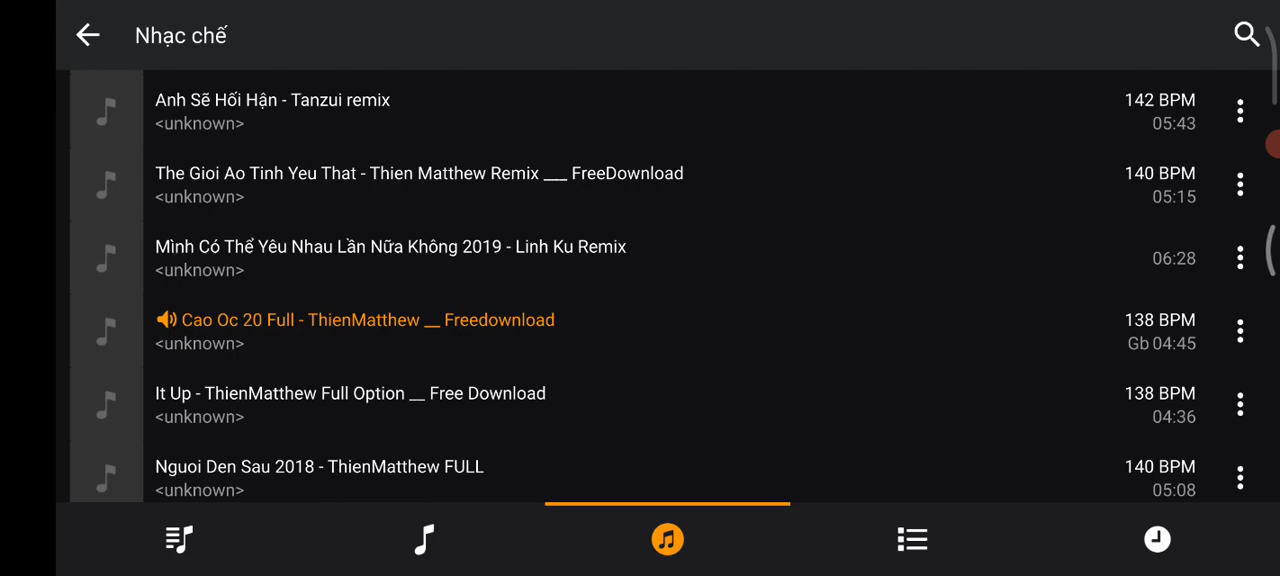 Nhạc chế
Anh Sẽ Hối Hận - Tanzui remix
142 BPM
<unknown>
05:43
The Gioi Ao Tinh Yeu That - Thien Matthew Remix ___ FreeDownload
140 BPM
<unknown>
05:15
Mình Có Thể Yêu Nhau Lần Nữa Không 2019 - Linh Ku Remix
<unknown>
06:28
Cao Oc 20 Full - ThienMatthew __ Freedownload
138 BPM
<unknown>
Gb 04:45
It Up - ThienMatthew Full Option __ Free Download
138 BPM
<unknown>
04:36
Nguoi Den Sau 2018 - ThienMatthew FULL
140 BPM
<unknown>
05:08